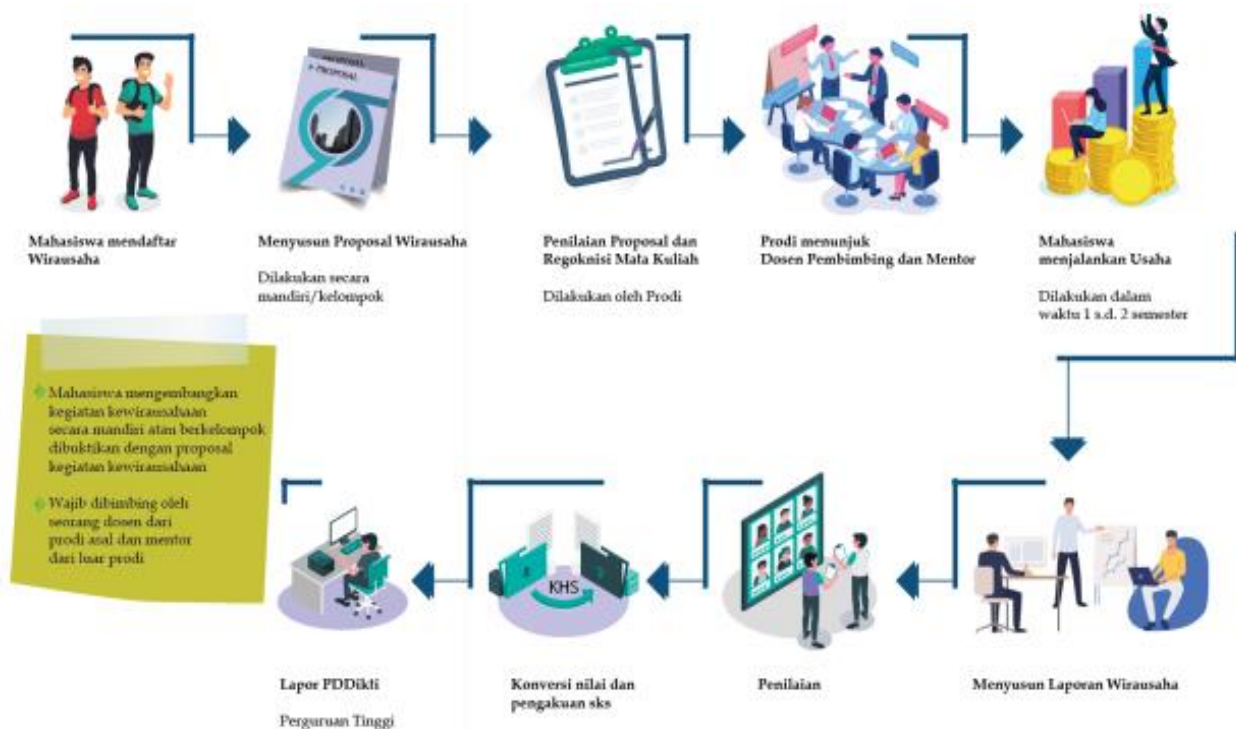 PROPOSAL
PROPOSAL
Mahasiswa mendaftar
Wirausaha
Menyusun Proposal Wirausaha
Dilakukan secara
mandiri/kelompok
Penilaian Proposal dan
Regoknisi Mata Kuliah
Dilakukan oleh Prodi
Prodi menunjuk
Dosen Pembimbing dan Mentor
Mahasiswa
menjalankan Usaha
Dilakukan dalam
waktu 1 s.d. 2 semester
Mahasiswa mengembangkan
kegiatan kewirausahaan
secara mandiri atau berkelompok
dibuktikan dengan proposal
kegiatan kewirausahaan
Wajib dibimbing oleh
seorang dosen dari
prodi asal dan mentor
dari luar prodi
KHS
Lapor PDDikti
Perguruan Tinggi
Konversi nilai dan
pengakuan sks
Penilaian
Menyusun Laporan Wirausaha